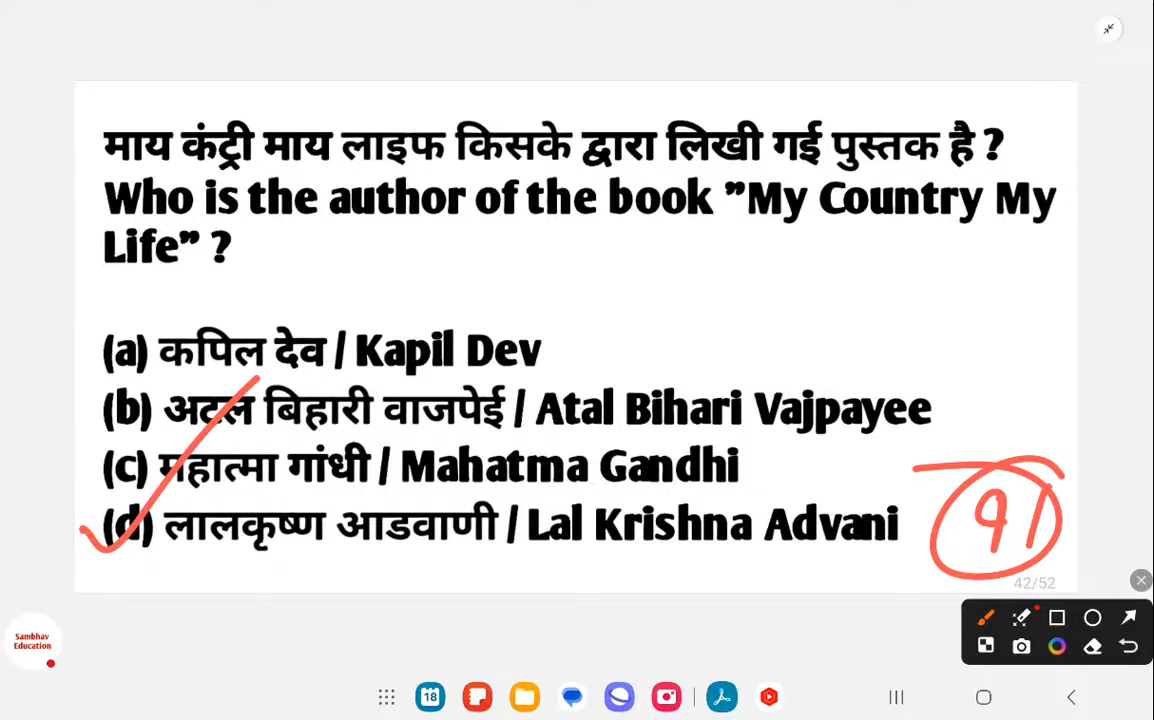 माय कंट्री माय लाइफ किसके द्वारा लिखी गई पुस्तक है ?
Who is the author of the book ”My Country My
Life” ?
(a) कपिल देव / Kapil Dev
(b) अटल बिहारी वाजपेई / Atal Bihari Vajpayee
(c) महात्मा गांधी / Mahatma Gandhi
(d) लालकृष्ण आडवाणी / Lal Krishna Advani
91
42/52
Sambhav
Education
18